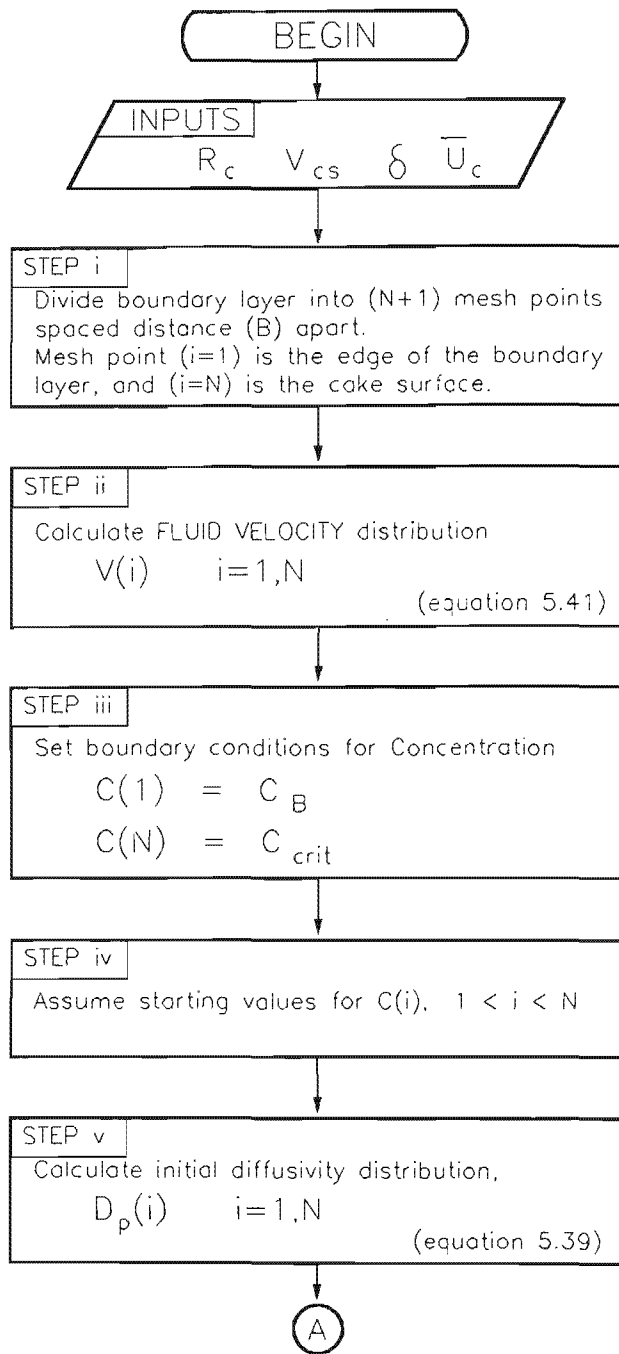 BEGIN
INPUTS
R_c V_cs δ U̅_c
STEP i
Divide boundary layer into (N+1) mesh points
spaced distance (B) apart.
Mesh point (i=1) is the edge of the boundary
layer, and (i=N) is the cake surface.
STEP ii
Calculate FLUID VELOCITY distribution
V(i) i=1,N
(equation 5.41)
STEP iii
Set boundary conditions for Concentration
C(1) = C_B
C(N) = C_crit
STEP iv
Assume starting values for C(i), 1 < i < N
STEP v
Calculate initial diffusivity distribution,
D_p(i) i=1,N
(equation 5.39)
A